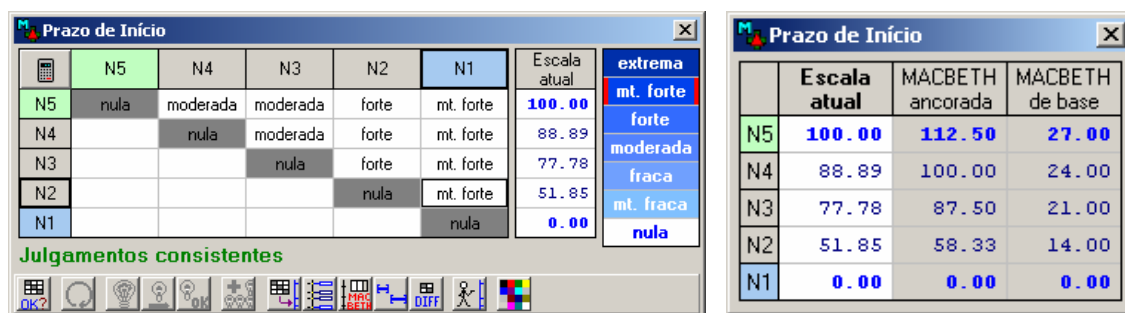 Prazo de Início
N5 N4 N3 N2 N1 Escala atual
N5 nula moderada moderada forte mt. forte 100.00
N4 nula moderada forte mt. forte 88.89
N3 nula forte mt. forte 77.78
N2 nula mt. forte 51.85
N1 nula 0.00
extrema
mt. forte
forte
moderada
fraca
mt. fraca
nula
Julgamentos consistentes
OK? OK MAC BETH DIFF
Prazo de Início
Escala atual MACBETH ancorada MACBETH de base
N5 100.00 112.50 27.00
N4 88.89 100.00 24.00
N3 77.78 87.50 21.00
N2 51.85 58.33 14.00
N1 0.00 0.00 0.00